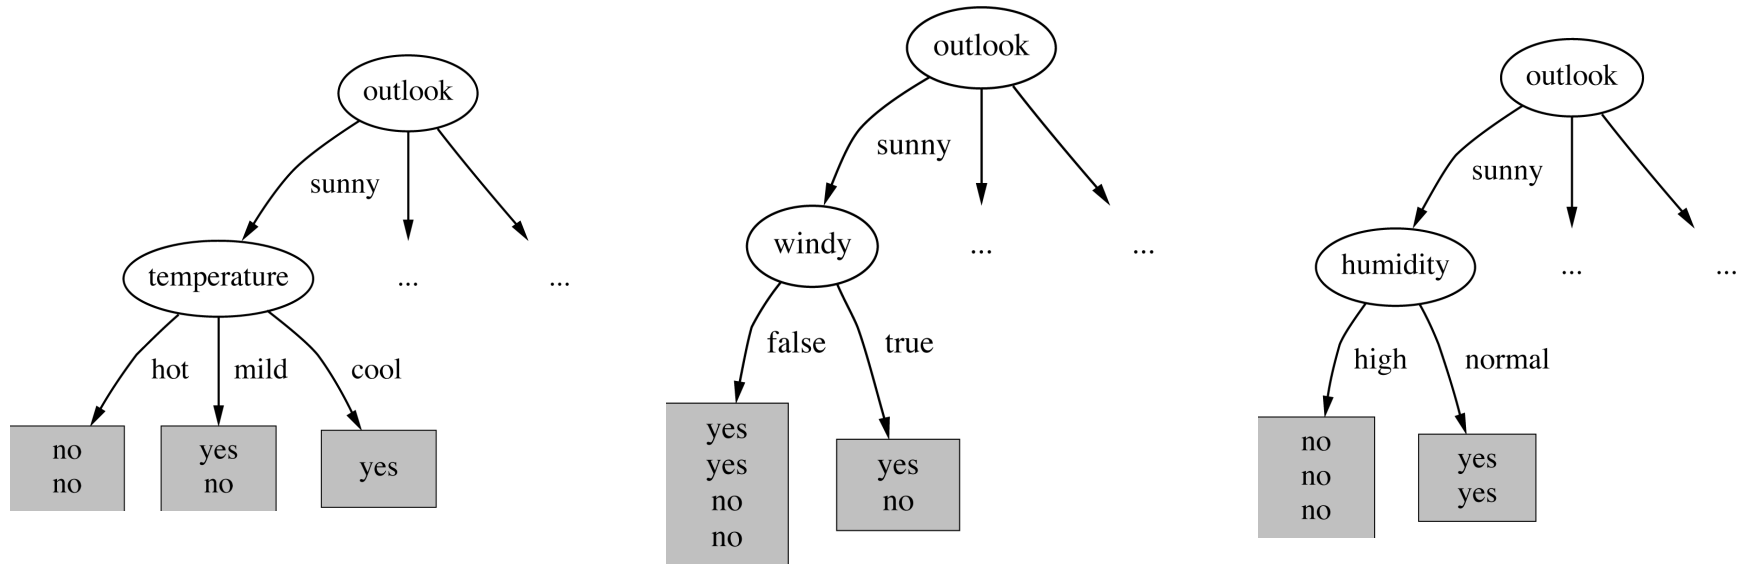 outlook
sunny
temperature
...
...
hot
mild
cool
no
no
yes
no
yes
outlook
sunny
windy
...
...
false
true
yes
yes
no
no
yes
no
outlook
sunny
humidity
...
...
high
normal
no
no
no
yes
yes